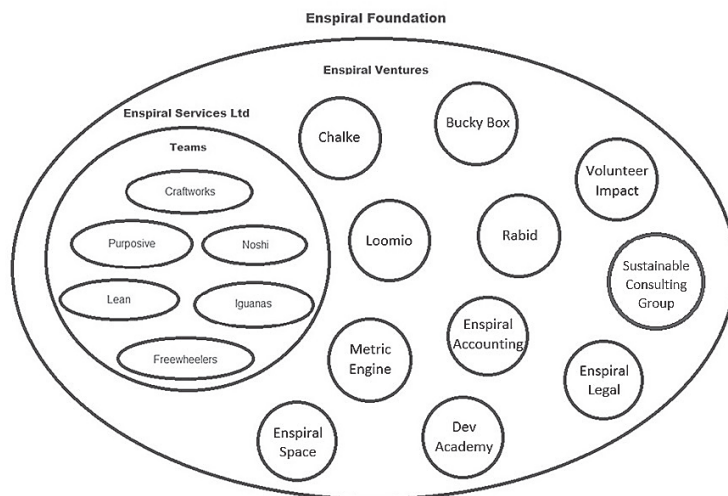 Enspiral Foundation
Enspiral Ventures
Enspiral Services Ltd
Teams
Craftworks
Purposive
Noshi
Lean
Iguanas
Freewheelers
Chalke
Bucky Box
Volunteer
Impact
Loomio
Rabid
Sustainable
Consulting
Group
Metric
Engine
Enspiral
Accounting
Enspiral
Legal
Enspiral
Space
Dev
Academy